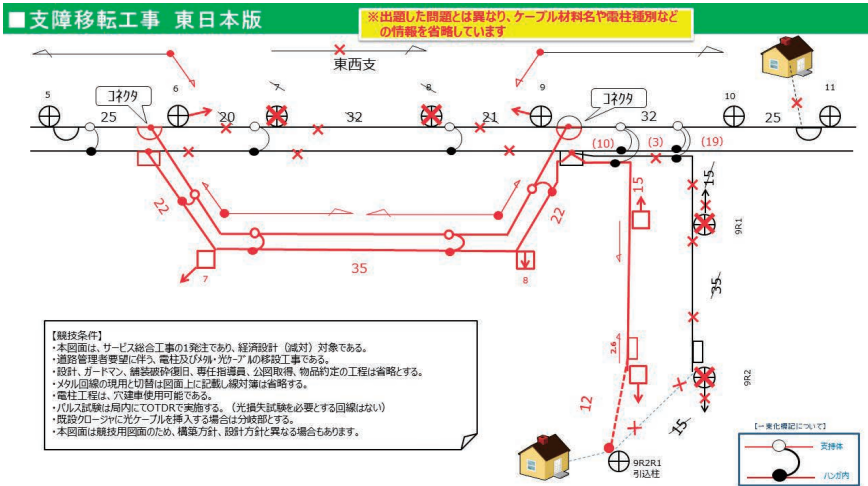 ■支障移転工事 東日本版
※出題した問題とは異なり、ケーブル材料名や電柱種別など
の情報を省略しています
東西支
コネクタ
コネクタ
5
6
7
8
9
10
11
25
20
32
21
32
25
(10)
(3)
(19)
15
15
22
22
35
7
8
9R1
35
2.6
9R2
12
15
9R2R1
引込柱
【競技条件】
・本図面は、サービス総合工事の1発注であり、経済設計(減対)対象である。
・道路管理者要望に伴う、電柱及びメタル・光ケーブルの移設工事である。
・設計、ガードマン、舗装破砕復旧、専任指導員、公図取得、物品約定の工程は省略とする。
・メタル回線の現用と切替は図面上に記載し線対簿は省略する。
・電柱工程は、穴建車使用可能である。
・パルス試験は局内にてOTDRで実施する。(光損失試験を必要とする回線はない)
・既設クロージャに光ケーブルを挿入する場合は分岐部とする。
・本図面は競技用図面のため、構築方針、設計方針と異なる場合もあります。
【一束化標記について】
支持体
ハンガ内